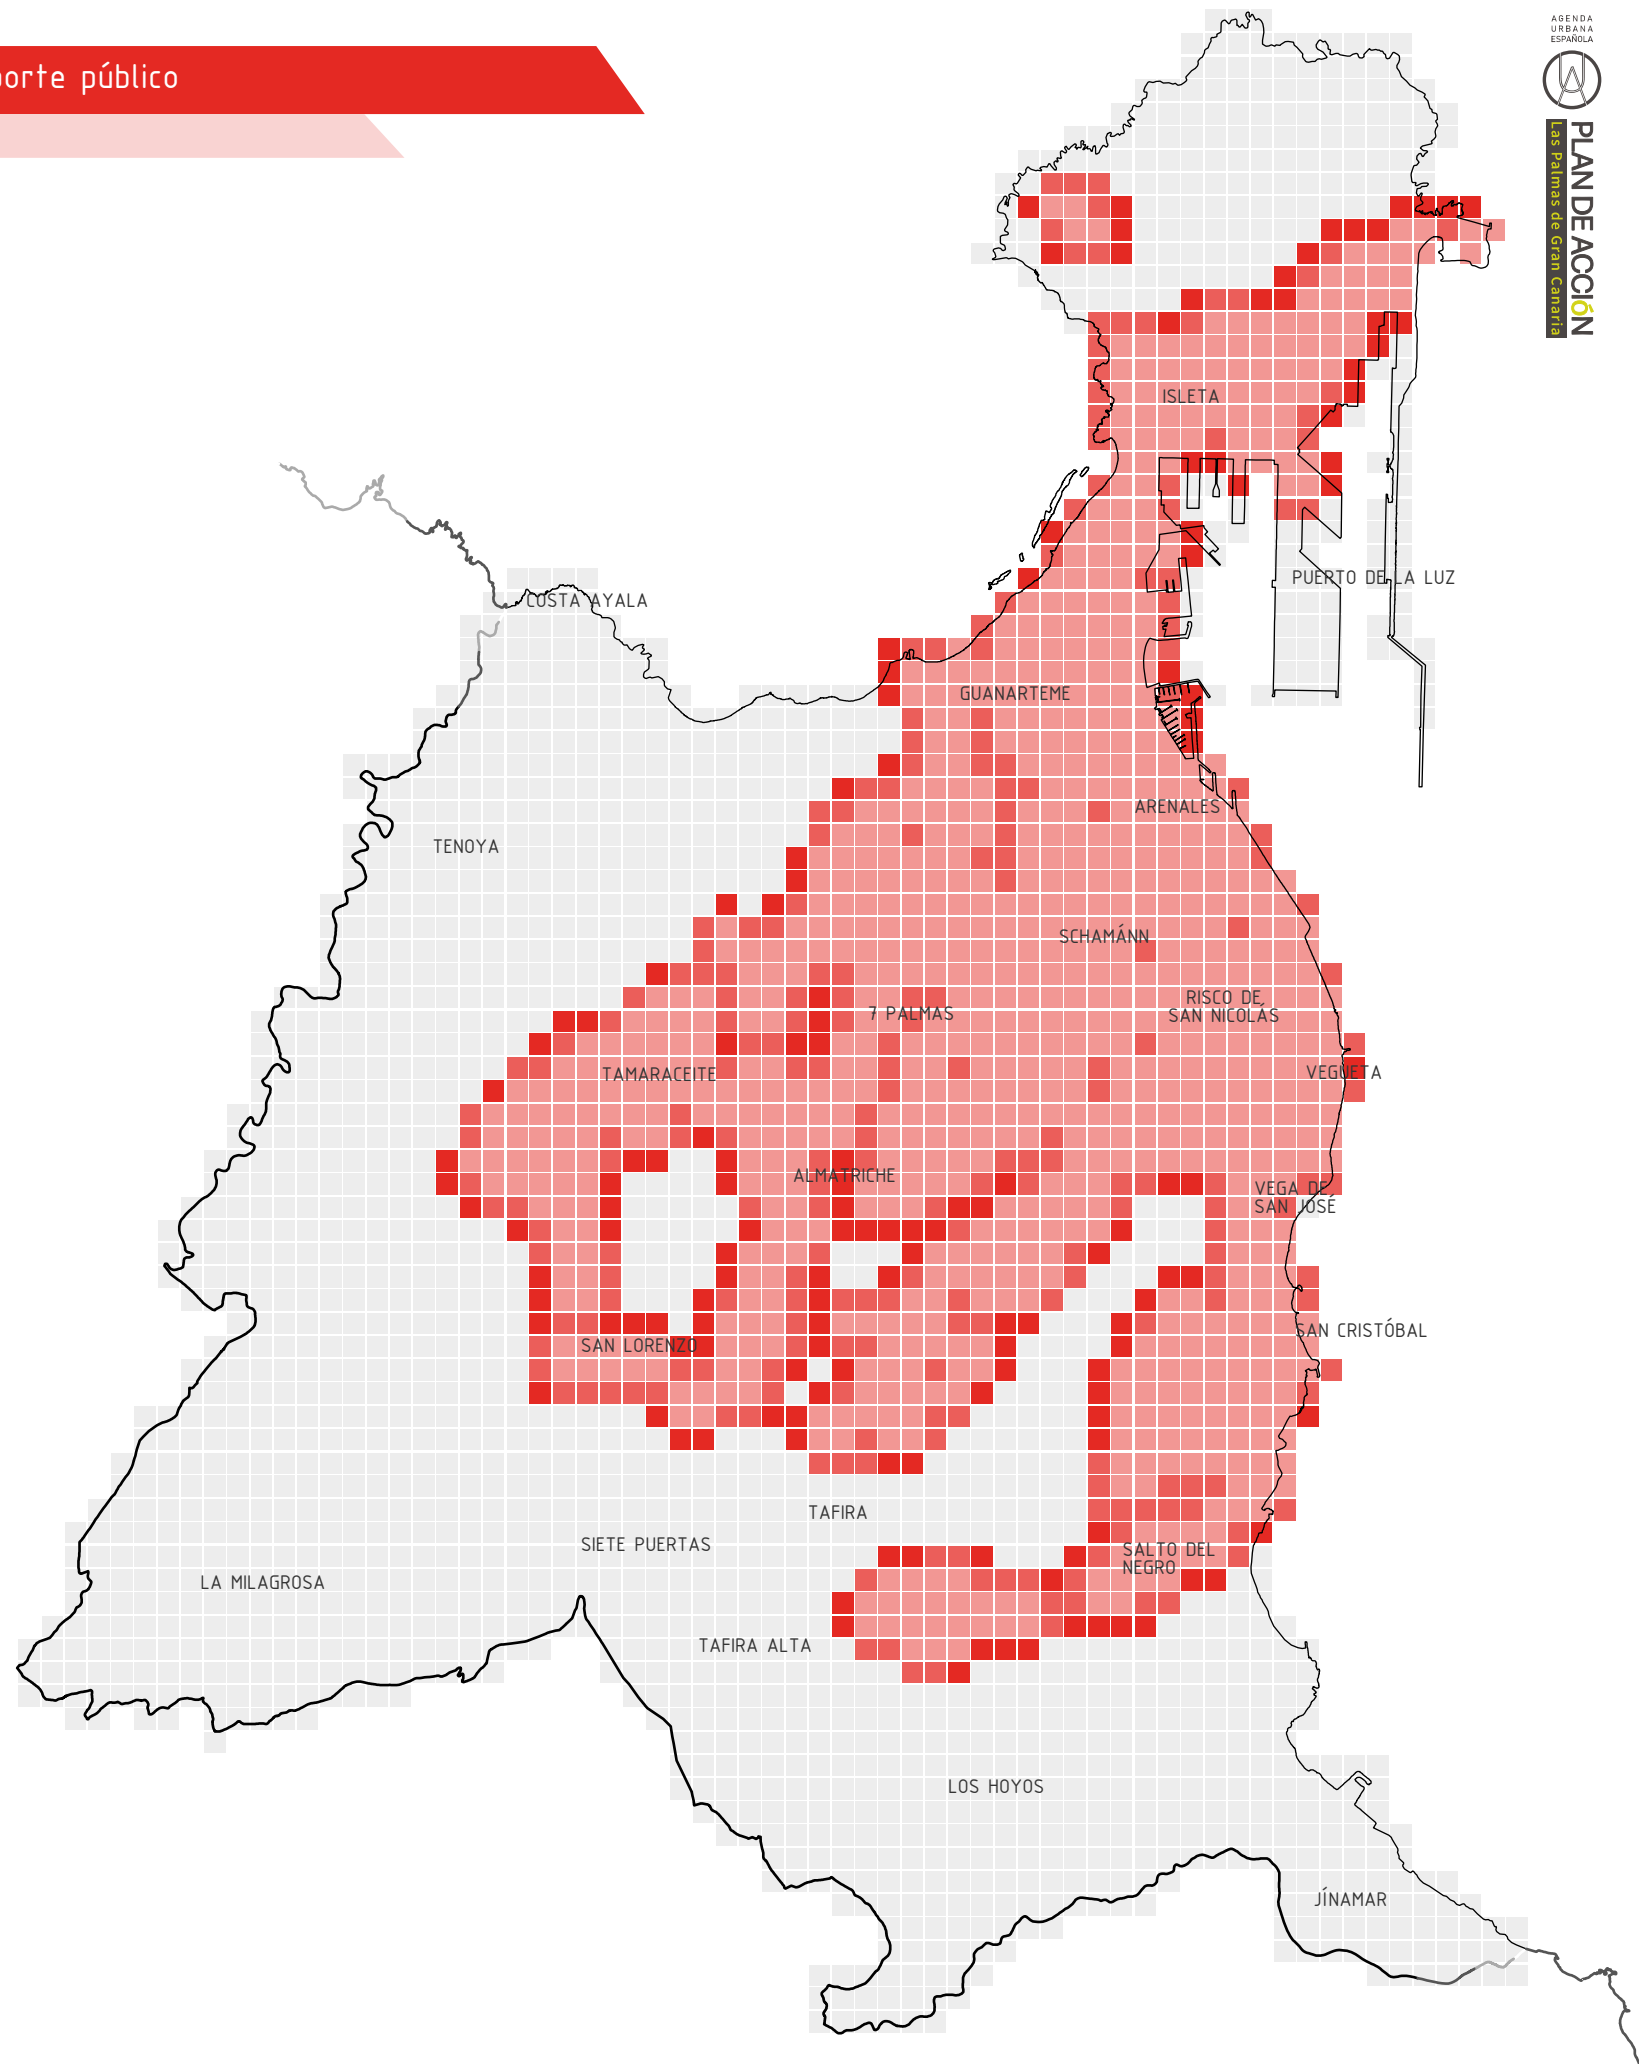 porte público
AGENDA
URBANA
ESPAÑOLA
PLAN DE ACCIÓN
Las Palmas de Gran Canaria
ISLETA
PUERTO DE LA LUZ
COSTA AYALA
GUANARTEME
ARENALES
TENOYA
SCHAMÁNN
RISCO DE
SAN NICOLÁS
7 PALMAS
TAMARACEITE
VEGUETA
ALMATRICHE
VEGA DE
SAN JOSÉ
SAN CRISTÓBAL
SAN LORENZO
TAFIRA
SIETE PUERTAS
SALTO DEL
NEGRO
LA MILAGROSA
TAFIRA ALTA
LOS HOYOS
JÍNAMAR